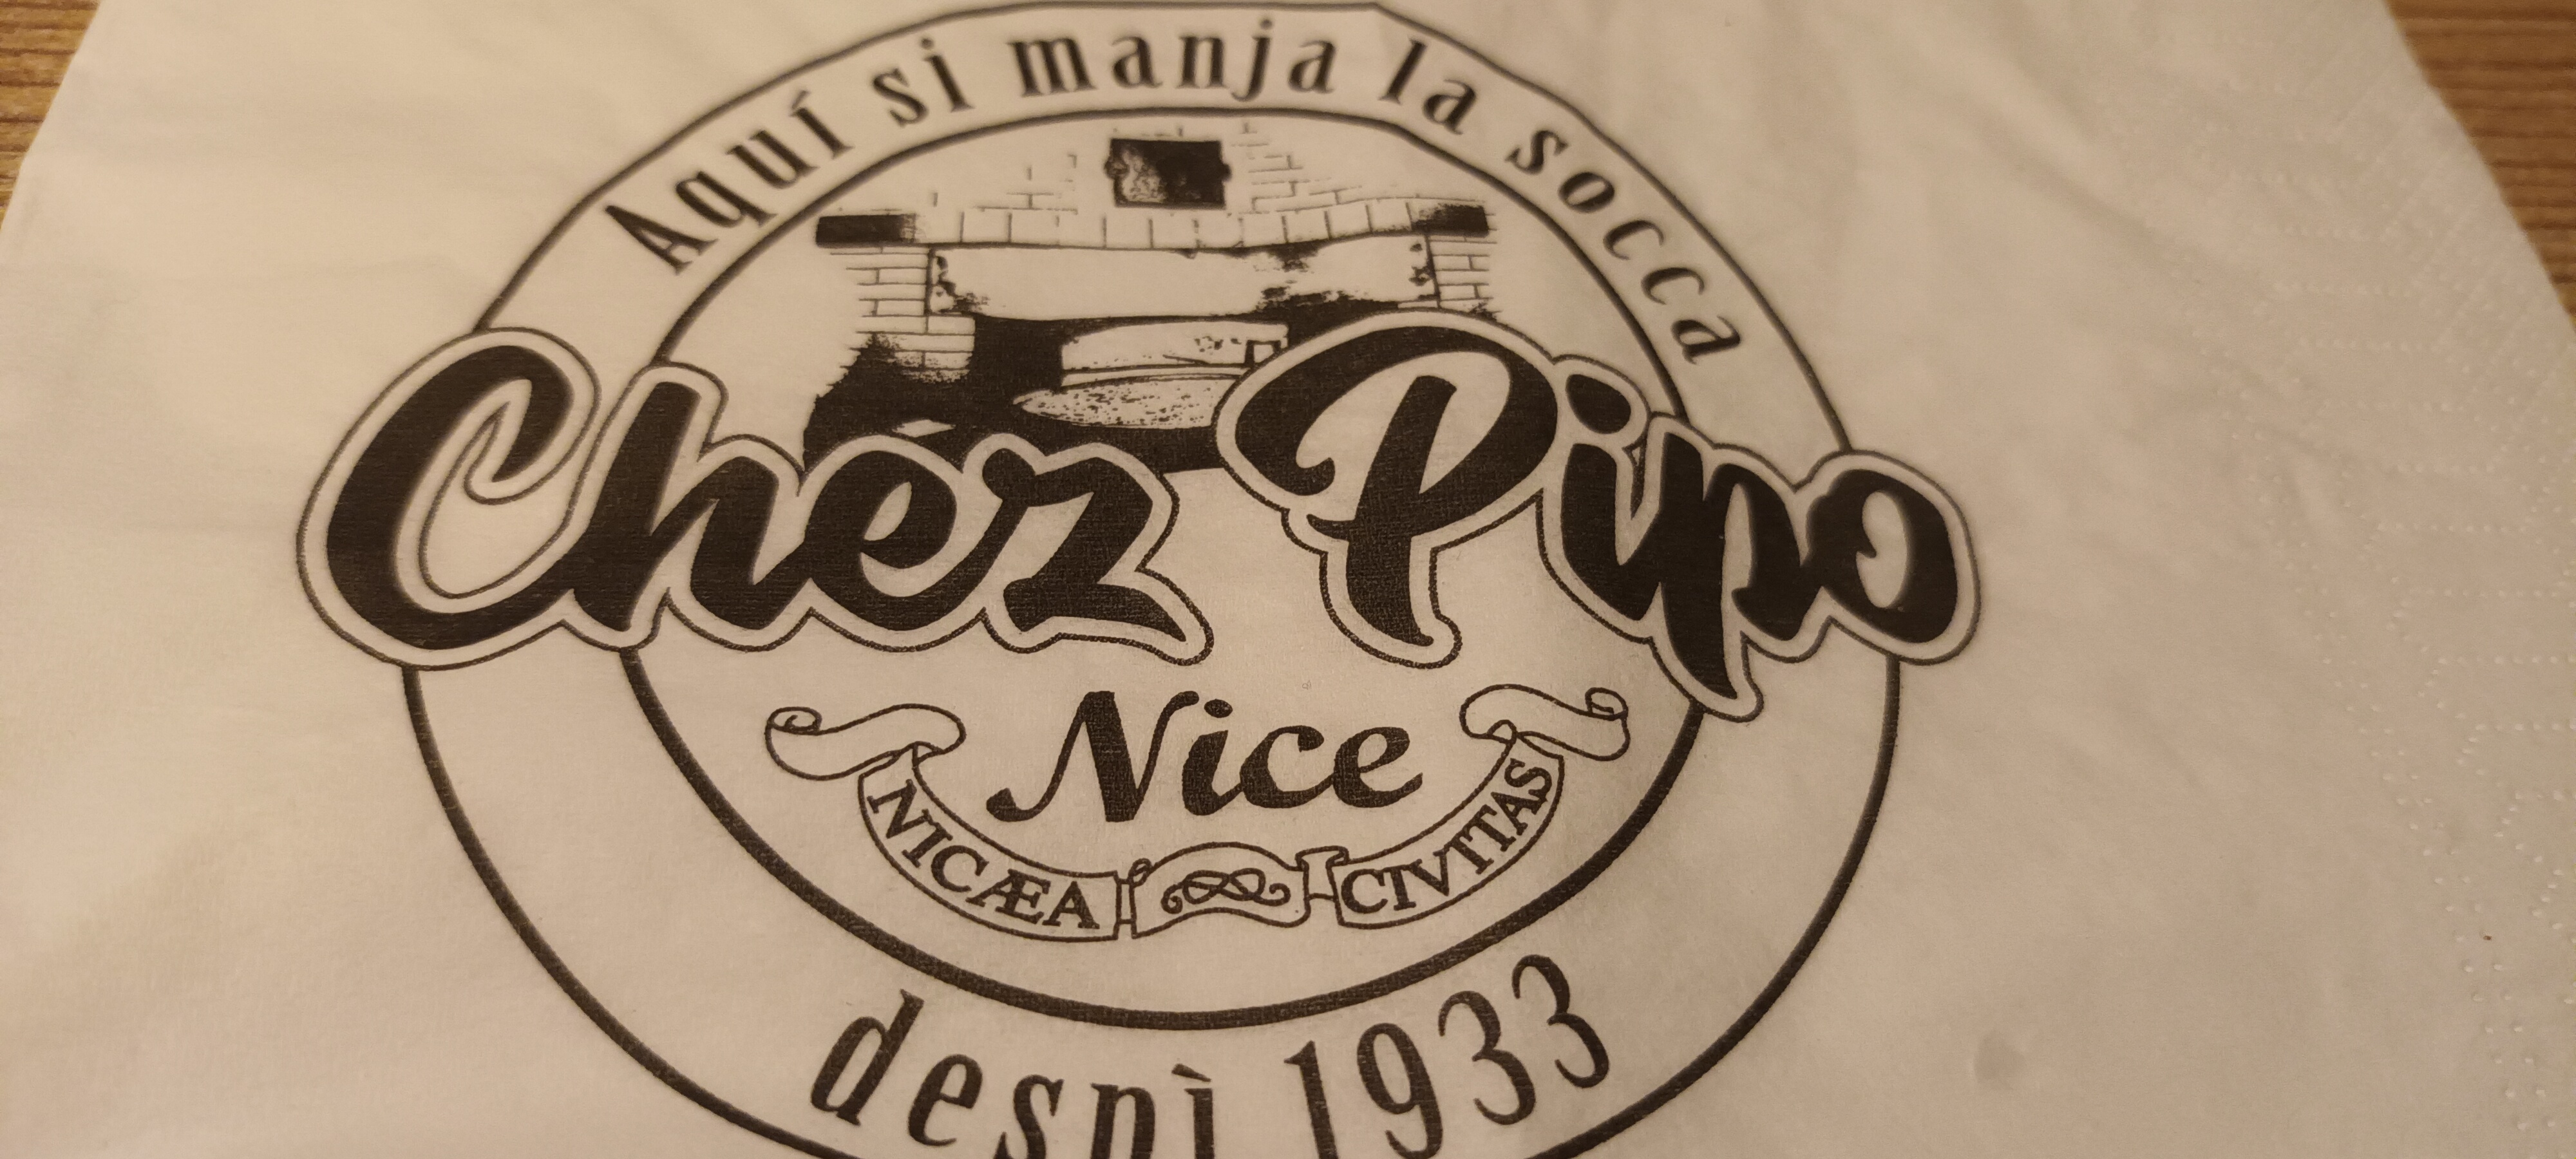 Aquí si manja la socca
Chez Pipo
Nice
NICÆA CIVITAS
despì 1933